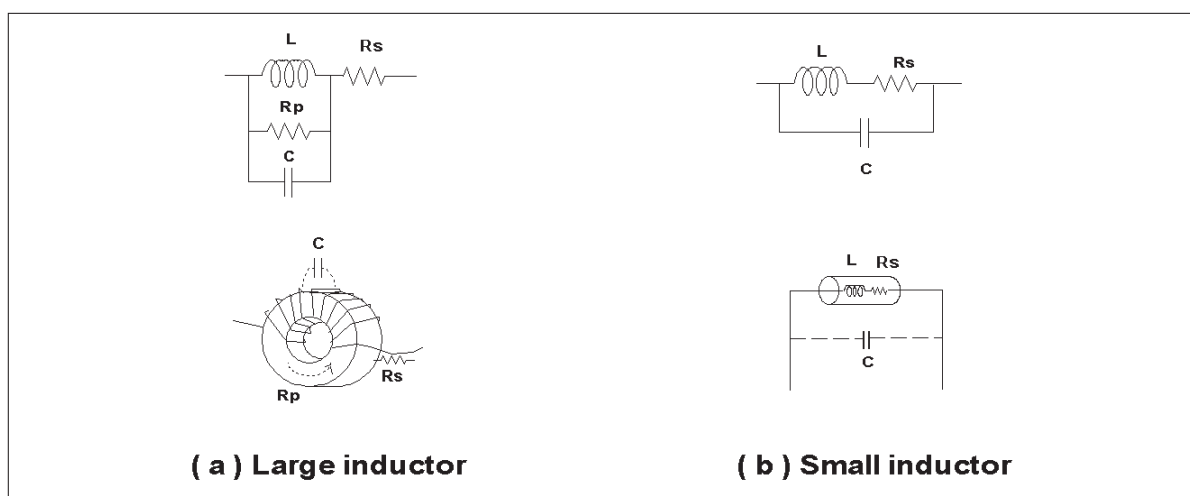 L
Rs
Rp
C
C
Rp
Rs
( a ) Large inductor
L
Rs
C
L Rs
C
( b ) Small inductor